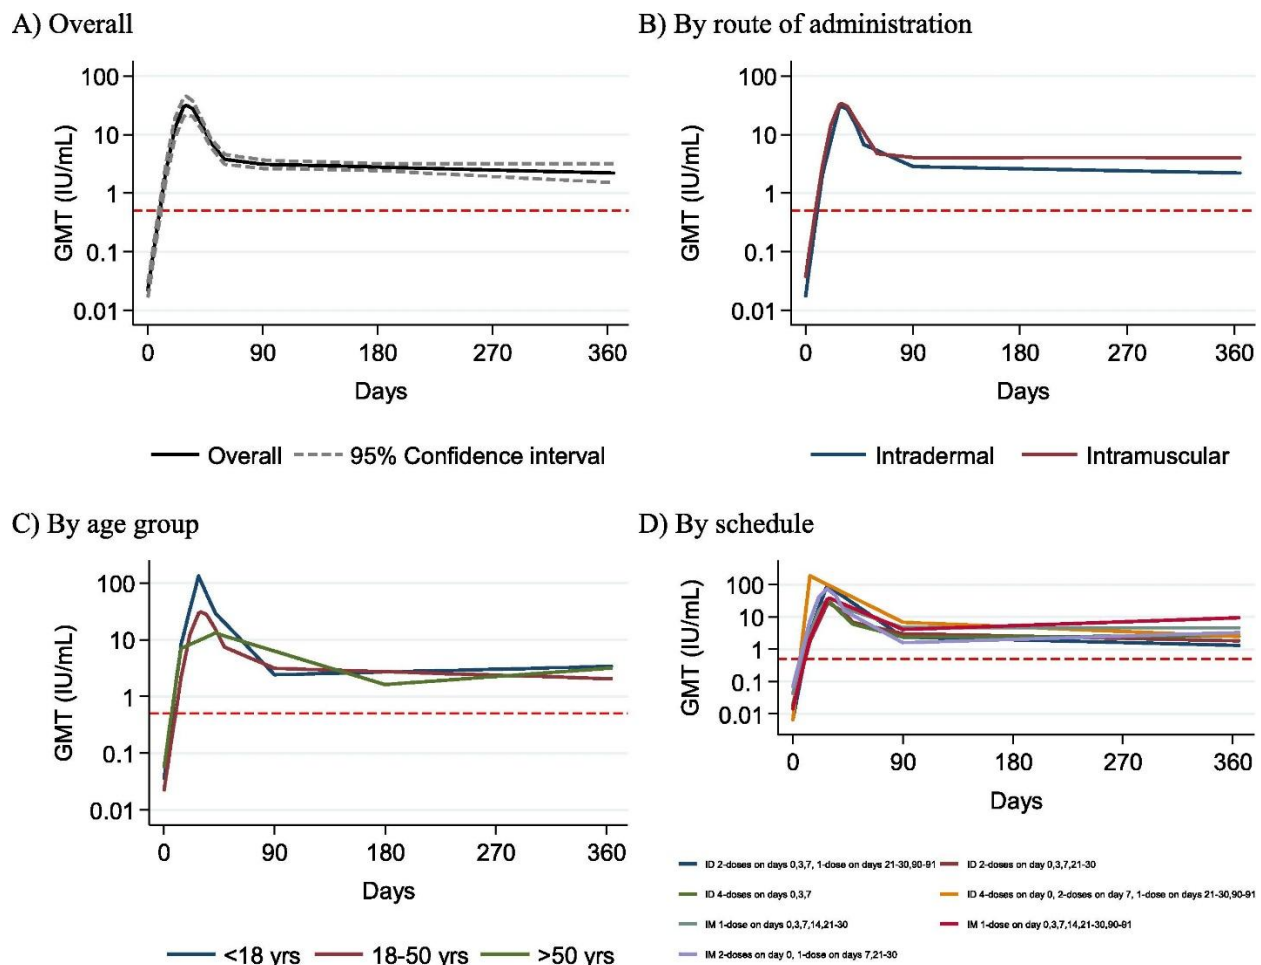 A) Overall
GMT (IU/mL)
100
10
1
0.1
0.01
0 90 180 270 360
Days
Overall 95% Confidence interval
B) By route of administration
GMT (IU/mL)
100
10
1
0.1
0.01
0 90 180 270 360
Days
Intradermal Intramuscular
C) By age group
GMT (IU/mL)
100
10
1
0.1
0.01
0 90 180 270 360
Days
<18 yrs 18-50 yrs >50 yrs
D) By schedule
GMT (IU/mL)
100
10
1
0.1
0.01
0 90 180 270 360
Days
ID 2-doses on days 0,3,7, 1-dose on days 21-30,90-91 ID 2-doses on day 0,3,7,21-30
ID 4-doses on days 0,3,7 ID 4-doses on day 0, 2-doses on day 7, 1-dose on days 21-30,90-91
IM 1-dose on days 0,3,7,14,21-30 IM 1-dose on day 0,3,7,14,21-30,90-91
IM 2-doses on day 0, 1-dose on days 7,21-30